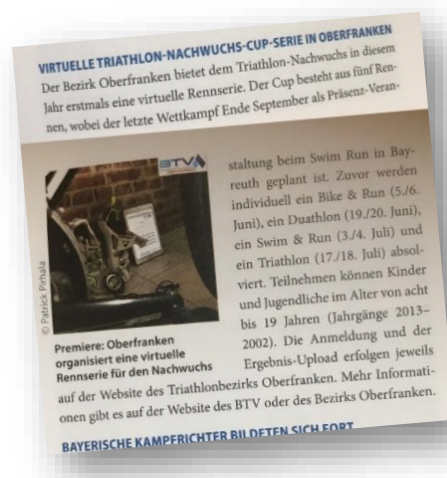 VIRTUELLE TRIATHLON-NACHWUCHS-CUP-SERIE IN OBERFRANKEN
Der Bezirk Oberfranken bietet dem Triathlon-Nachwuchs in diesem
Jahr erstmals eine virtuelle Rennserie. Der Cup besteht aus fünf Ren-
nen, wobei der letzte Wettkampf Ende September als Präsenz-Veran-
staltung beim Swim Run in Bay-
reuth geplant ist. Zuvor werden
individuell ein Bike & Run (5./6.
Juni), ein Duathlon (19./20. Juni),
ein Swim & Run (3./4. Juli) und
ein Triathlon (17./18. Juli) absol-
viert. Teilnehmen können Kinder
und Jugendliche im Alter von acht
bis 19 Jahren (Jahrgänge 2013–
2002). Die Anmeldung und der
Ergebnis-Upload erfolgen jeweils
auf der Website des Triathlonbezirks Oberfranken. Mehr Informati-
onen gibt es auf der Website des BTV oder des Bezirks Oberfranken.
BTV
© Patrick Pirhala
Premiere: Oberfranken
organisiert eine virtuelle
Rennserie für den Nachwuchs
BAYERISCHE KAMPFRICHTER BILDETEN SICH FORT